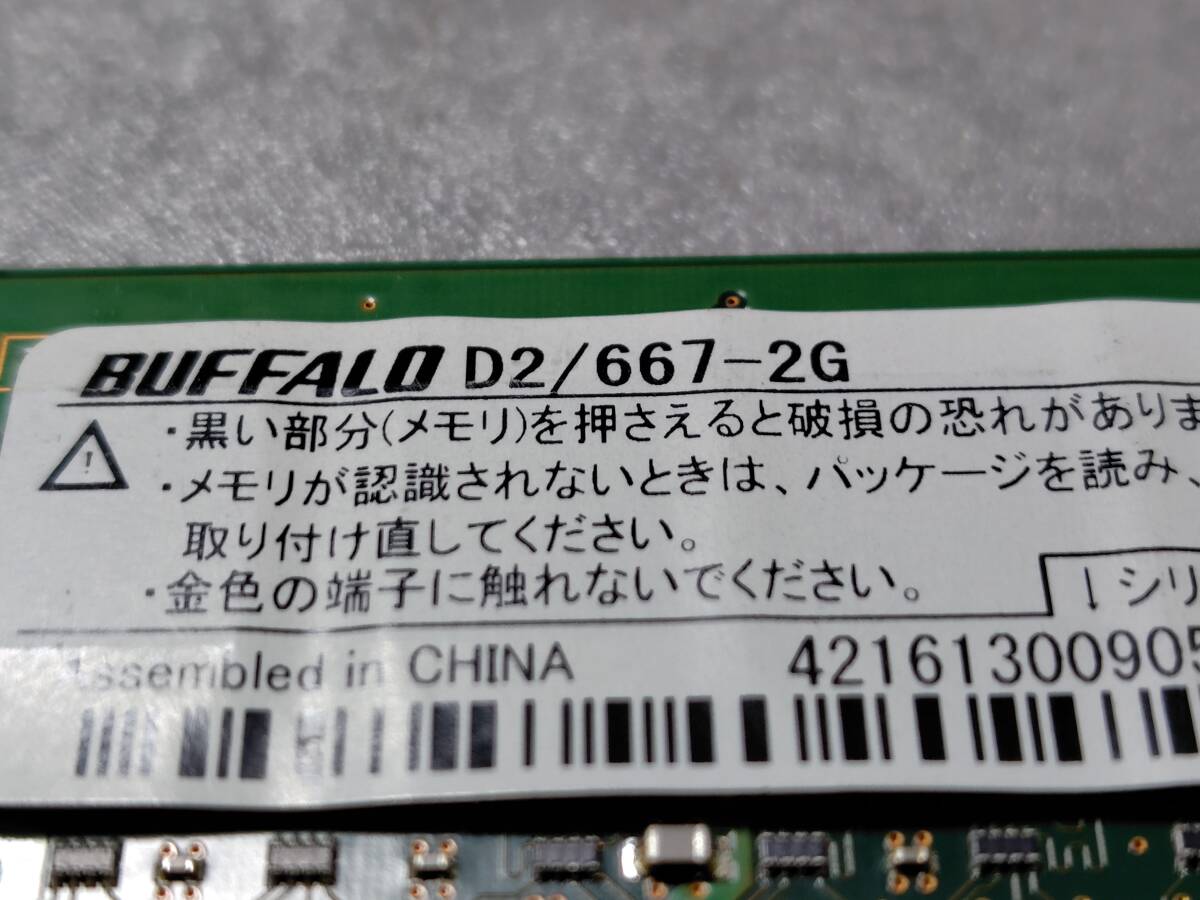 BUFFALO D2/667-2G
・黒い部分(メモリ)を押さえると破損の恐れがありま
・メモリが認識されないときは、パッケージを読み、
取り付け直してください。
・金色の端子に触れないでください。
↓シリ
Assembled in CHINA
42161300905